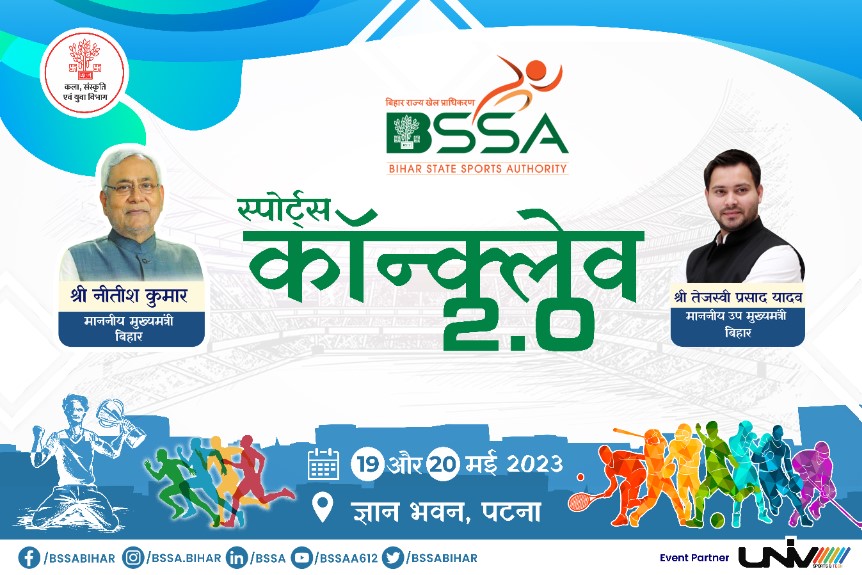 कला, संस्कृति
एवं युवा विभाग
बिहार राज्य खेल प्राधिकरण
BSSA
BIHAR STATE SPORTS AUTHORITY
स्पोर्ट्स
कॉन्क्लेव
2.0
श्री नीतीश कुमार
माननीय मुख्यमंत्री
बिहार
श्री तेजस्वी प्रसाद यादव
माननीय उप मुख्यमंत्री
बिहार
19 और 20 मई 2023
ज्ञान भवन, पटना
/BSSABIHAR /BSSA.BIHAR /BSSA /BSSAA612 /BSSABIHAR
Event Partner UNIV